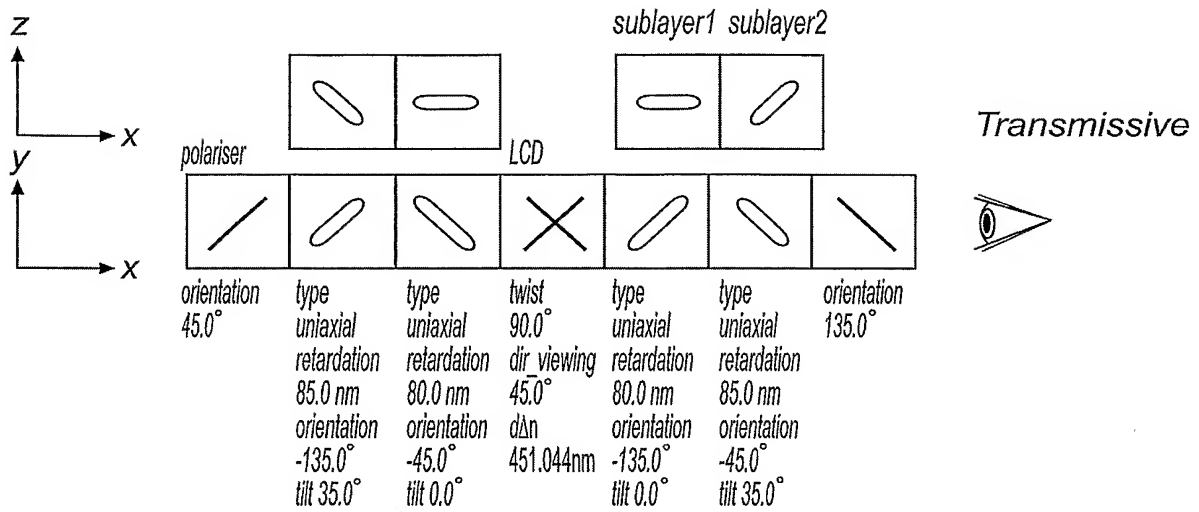 z
sublayer1 sublayer2
x
Transmissive
y
polariser LCD
x
orientation type type twist type type orientation
45.0° uniaxial uniaxial 90.0° uniaxial uniaxial 135.0°
retardation retardation dir_viewing retardation retardation
85.0 nm 80.0 nm 45.0° 80.0 nm 85.0 nm
orientation orientation dΔn orientation orientation
-135.0° -45.0° 451.044nm -135.0° -45.0°
tilt 35.0° tilt 0.0° tilt 0.0° tilt 35.0°